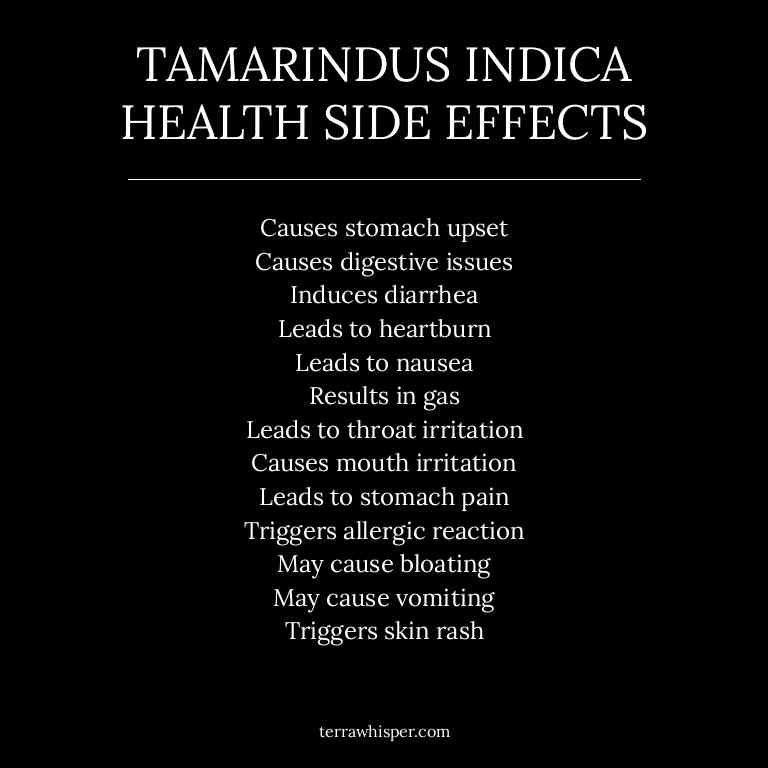 TAMARINDUS INDICA
HEALTH SIDE EFFECTS
Causes stomach upset
Causes digestive issues
Induces diarrhea
Leads to heartburn
Leads to nausea
Results in gas
Leads to throat irritation
Causes mouth irritation
Leads to stomach pain
Triggers allergic reaction
May cause bloating
May cause vomiting
Triggers skin rash
terrawhisper.com